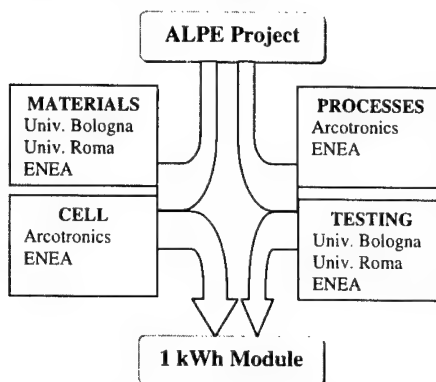 ALPE Project
MATERIALS
Univ. Bologna
Univ. Roma
ENEA
PROCESSES
Arcotronics
ENEA
CELL
Arcotronics
ENEA
TESTING
Univ. Bologna
Univ. Roma
ENEA
1 kWh Module